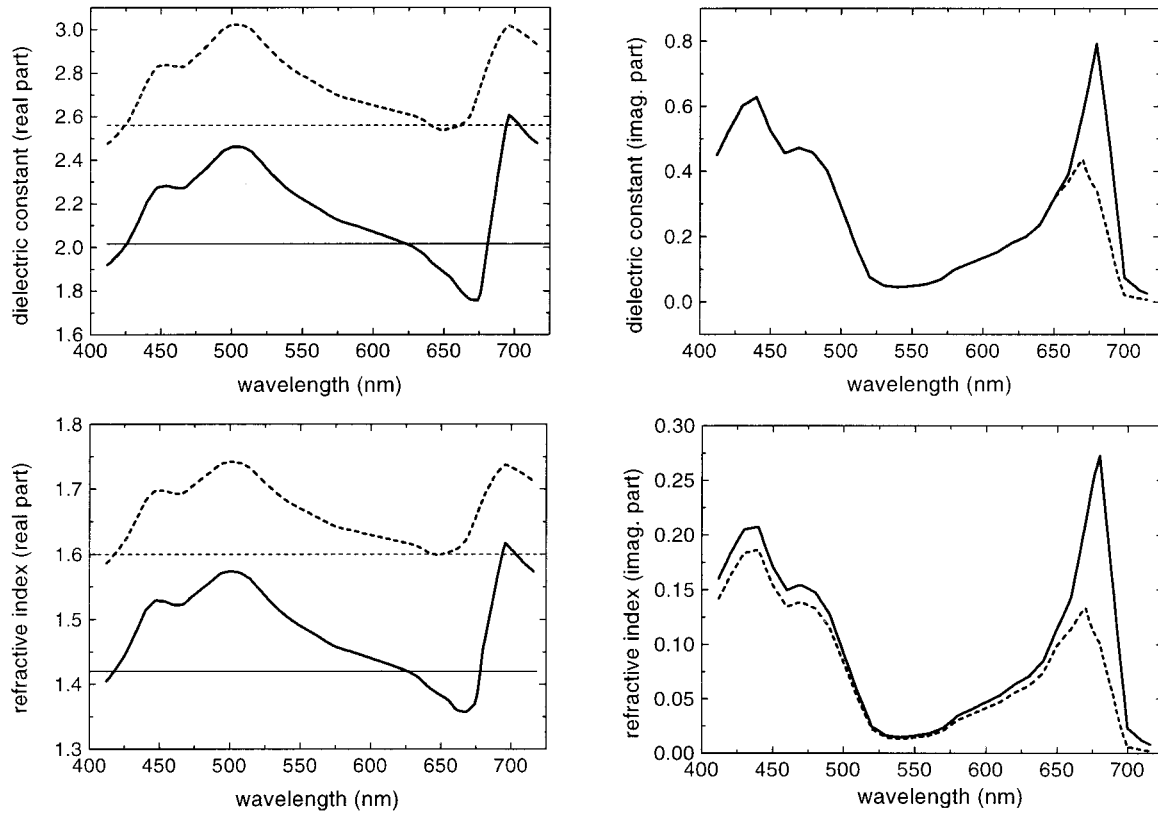 dielectric constant (real part)
3.0
2.8
2.6
2.4
2.2
2.0
1.8
1.6
400 450 500 550 600 650 700
wavelength (nm)
dielectric constant (imag. part)
0.8
0.6
0.4
0.2
0.0
400 450 500 550 600 650 700
wavelength (nm)
refractive index (real part)
1.8
1.7
1.6
1.5
1.4
1.3
400 450 500 550 600 650 700
wavelength (nm)
refractive index (imag. part)
0.30
0.25
0.20
0.15
0.10
0.05
0.00
400 450 500 550 600 650 700
wavelength (nm)